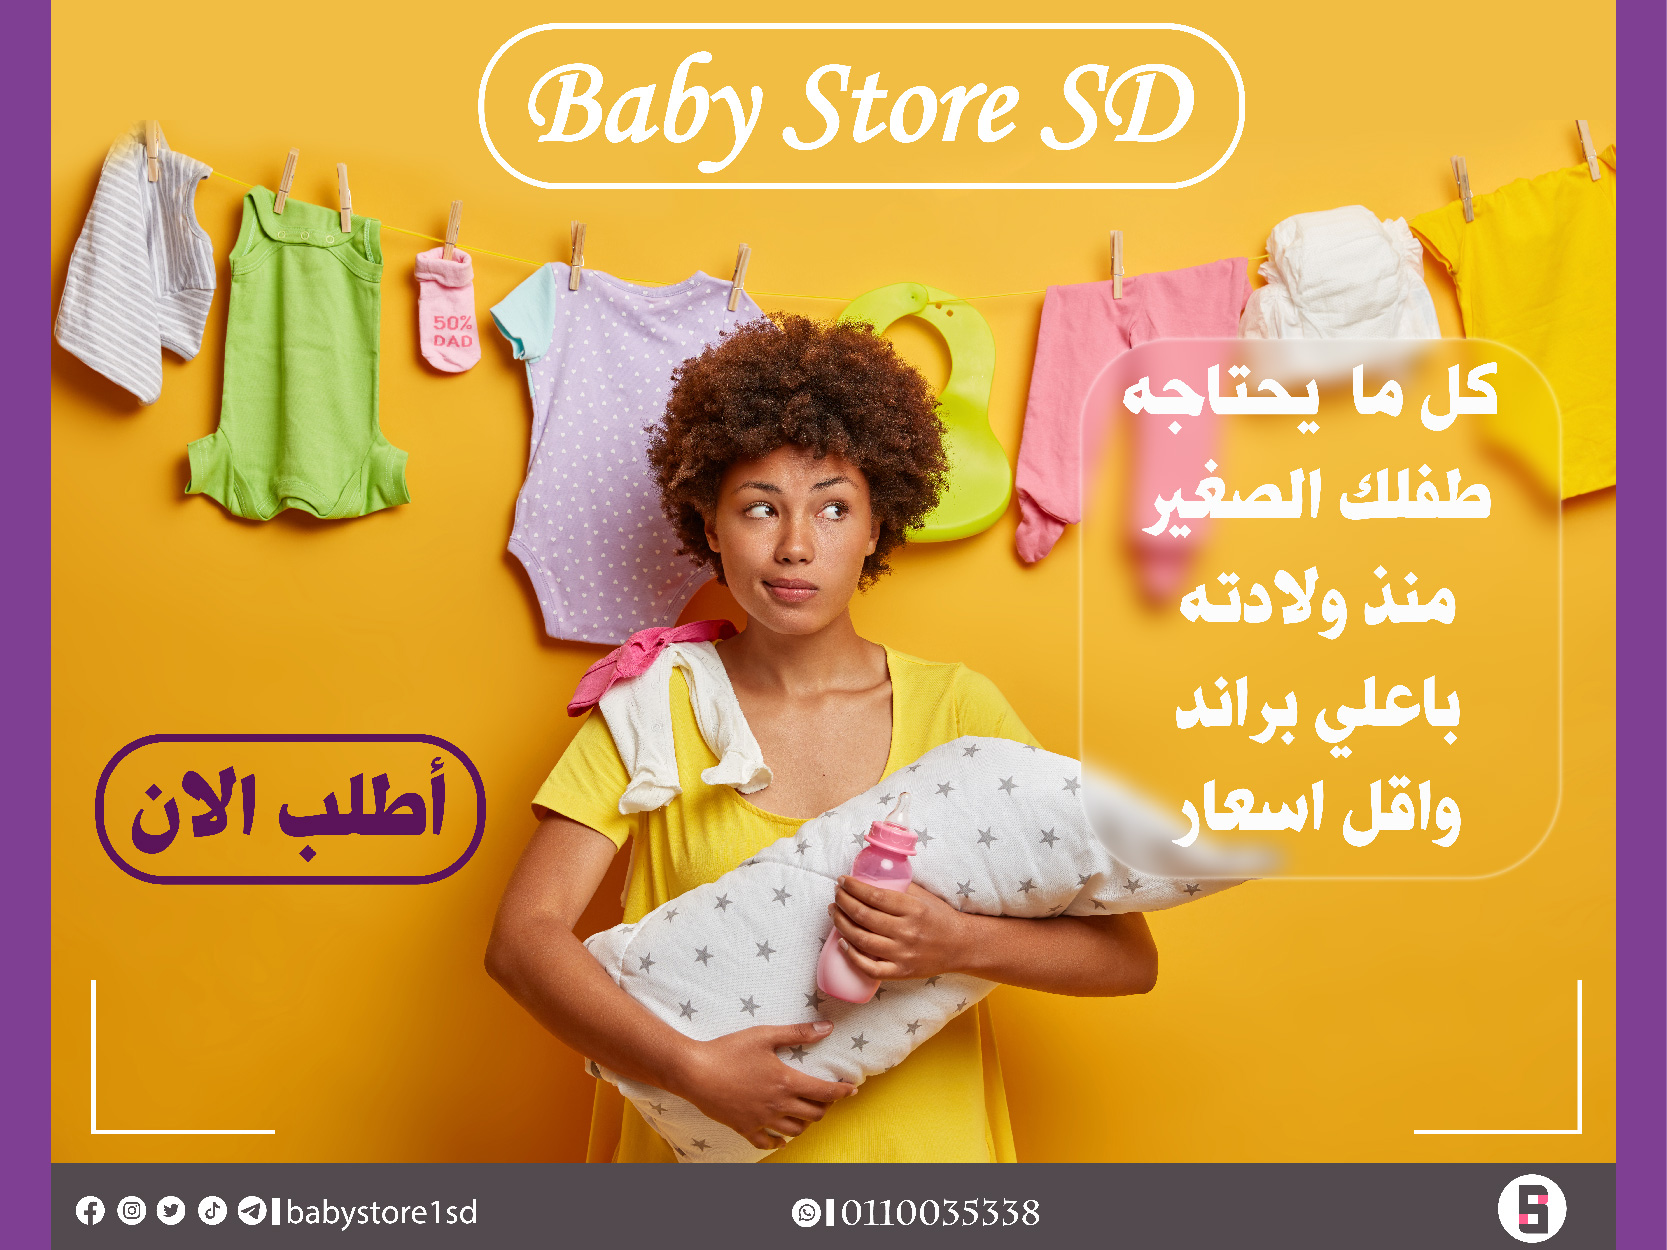 Baby Store SD
50%
DAD
كل ما يحتاجه
طفلك الصغير
منذ ولادته
باعلي براند
واقل اسعار
أطلب الان
babystore1sd
0110035338